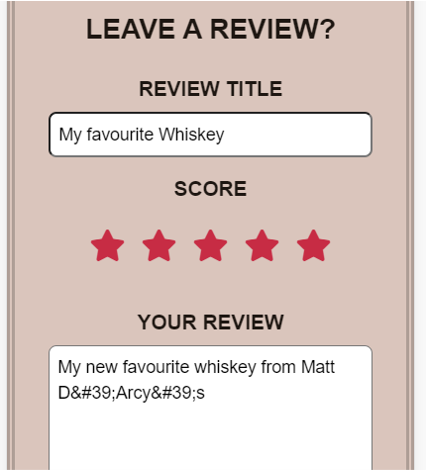 LEAVE A REVIEW?
REVIEW TITLE
My favourite Whiskey
SCORE
YOUR REVIEW
My new favourite whiskey from Matt
D&#39;Arcy&#39;s